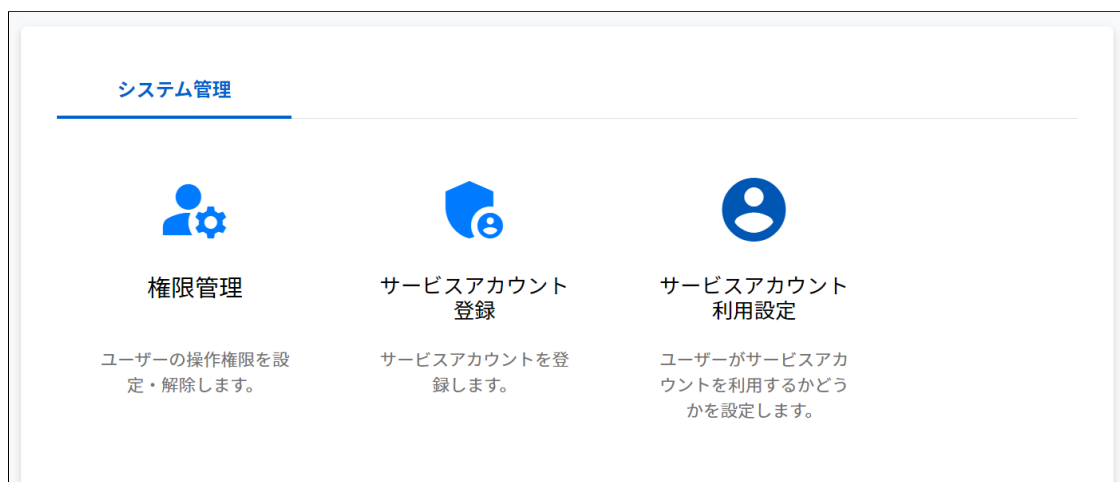 システム管理
権限管理
ユーザーの操作権限を設
定・解除します。
サービスアカウント
登録
サービスアカウントを登
録します。
サービスアカウント
利用設定
ユーザーがサービスアカ
ウントを利用するかどう
かを設定します。